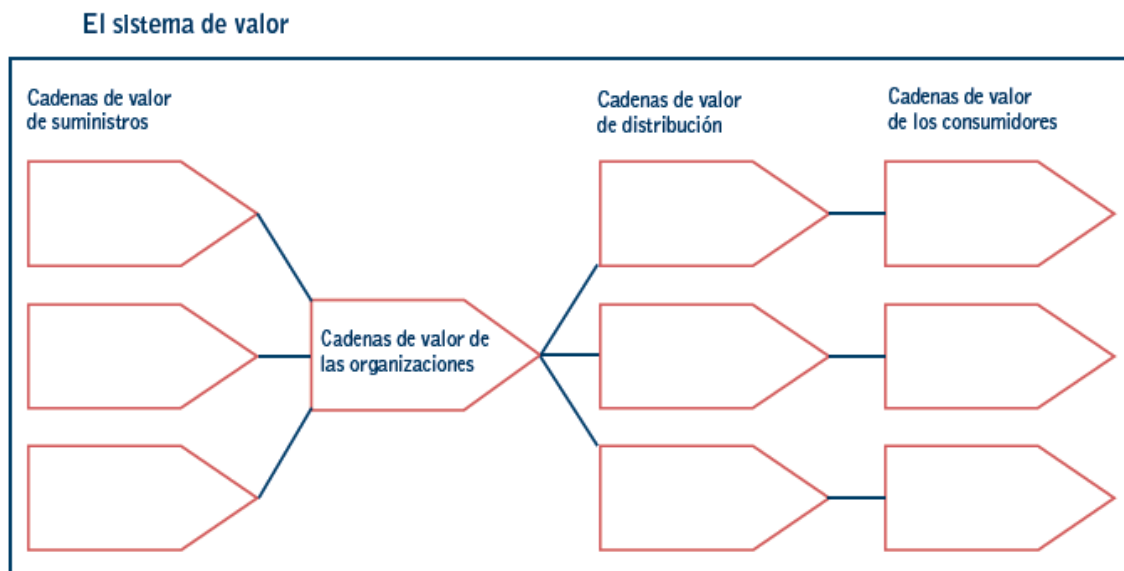 El sistema de valor
Cadenas de valor
de suministros
Cadenas de valor
de distribución
Cadenas de valor
de los consumidores
Cadenas de valor de
las organizaciones